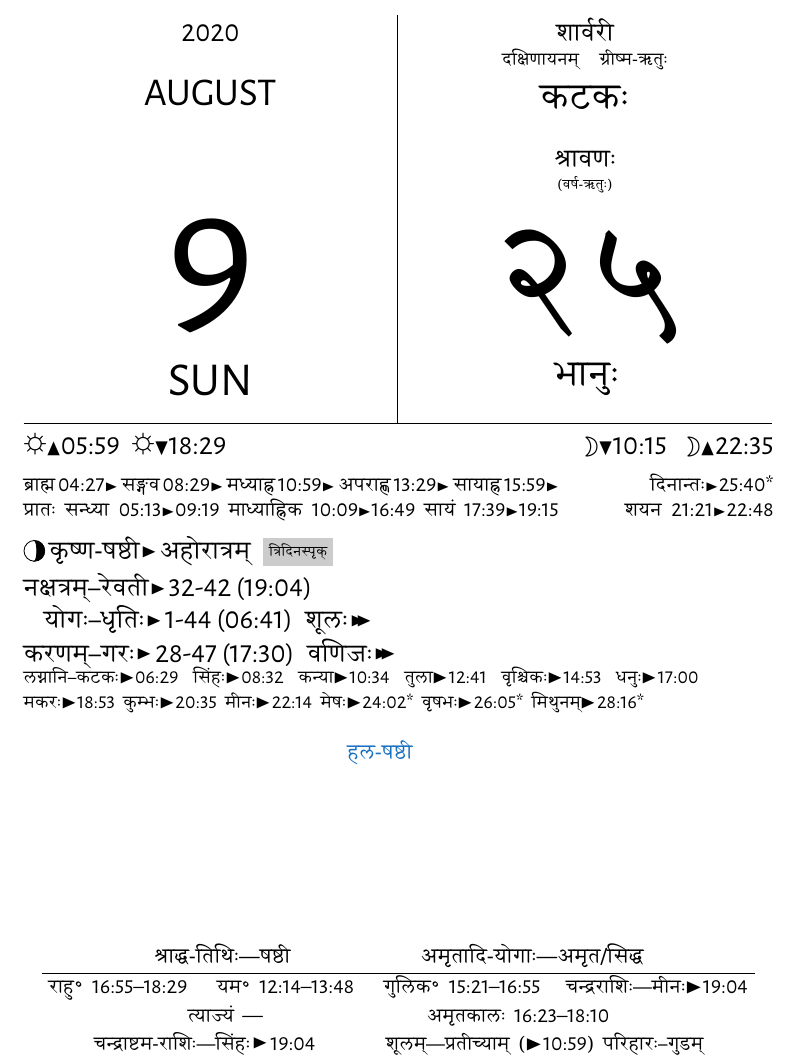 2020
AUGUST
9
SUN
शार्वरी
दक्षिणायनम् ग्रीष्म-ऋतुः
कटकः
श्रावणः
(वर्ष-ऋतुः)
२५
भानुः
☼▲05:59 ☼▼18:29 ☽▼10:15 ☽▲22:35
ब्राह्म 04:27► सङ्गव 08:29► मध्याह्न 10:59► अपराह्ण 13:29► सायाह्न 15:59► दिनान्तः►25:40*
प्रातः सन्ध्या 05:13►09:19 माध्याह्निक 10:09►16:49 सायं 17:39►19:15 शयन 21:21►22:48
कृष्ण-षष्ठी► अहोरात्रम् त्रिदिनस्पृक्
नक्षत्रम्–रेवती►32-42 (19:04)
योगः–धृतिः►1-44 (06:41) शूलः►►
करणम्–गरः►28-47 (17:30) वणिजः►►
लग्नानि–कटकः►06:29 सिंहः►08:32 कन्या►10:34 तुला►12:41 वृश्चिकः►14:53 धनुः►17:00
मकरः►18:53 कुम्भः►20:35 मीनः►22:14 मेषः►24:02* वृषभः►26:05* मिथुनम्►28:16*
हल-षष्ठी
श्राद्ध-तिथिः—षष्ठी अमृतादि-योगाः—अमृत/सिद्ध
राहु॰ 16:55–18:29 यम॰ 12:14–13:48 गुलिक॰ 15:21–16:55 चन्द्रराशिः—मीनः►19:04
त्याज्यं — अमृतकालः 16:23–18:10
चन्द्राष्टम-राशिः—सिंहः►19:04 शूलम्—प्रतीच्याम् (►10:59) परिहारः–गुडम्